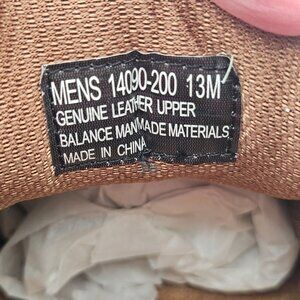 MENS 14090-200 13M
GENUINE LEATHER UPPER
BALANCE MANMADE MATERIALS
MADE IN CHINA